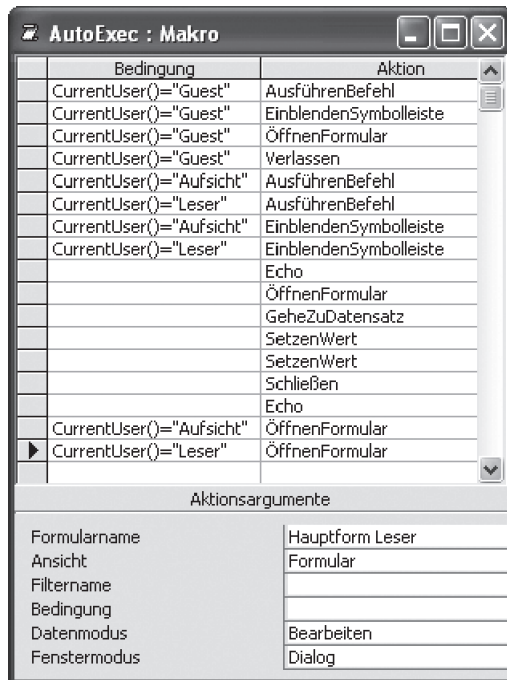 AutoExec : Makro
Bedingung Aktion
CurrentUser()="Guest" AusführenBefehl
CurrentUser()="Guest" EinblendenSymbolleiste
CurrentUser()="Guest" ÖffnenFormular
CurrentUser()="Guest" Verlassen
CurrentUser()="Aufsicht" AusführenBefehl
CurrentUser()="Leser" AusführenBefehl
CurrentUser()="Aufsicht" EinblendenSymbolleiste
CurrentUser()="Leser" EinblendenSymbolleiste
Echo
ÖffnenFormular
GeheZuDatensatz
SetzenWert
SetzenWert
Schließen
Echo
CurrentUser()="Aufsicht" ÖffnenFormular
CurrentUser()="Leser" ÖffnenFormular
Aktionsargumente
Formularname Hauptform Leser
Ansicht Formular
Filtername
Bedingung
Datenmodus Bearbeiten
Fenstermodus Dialog